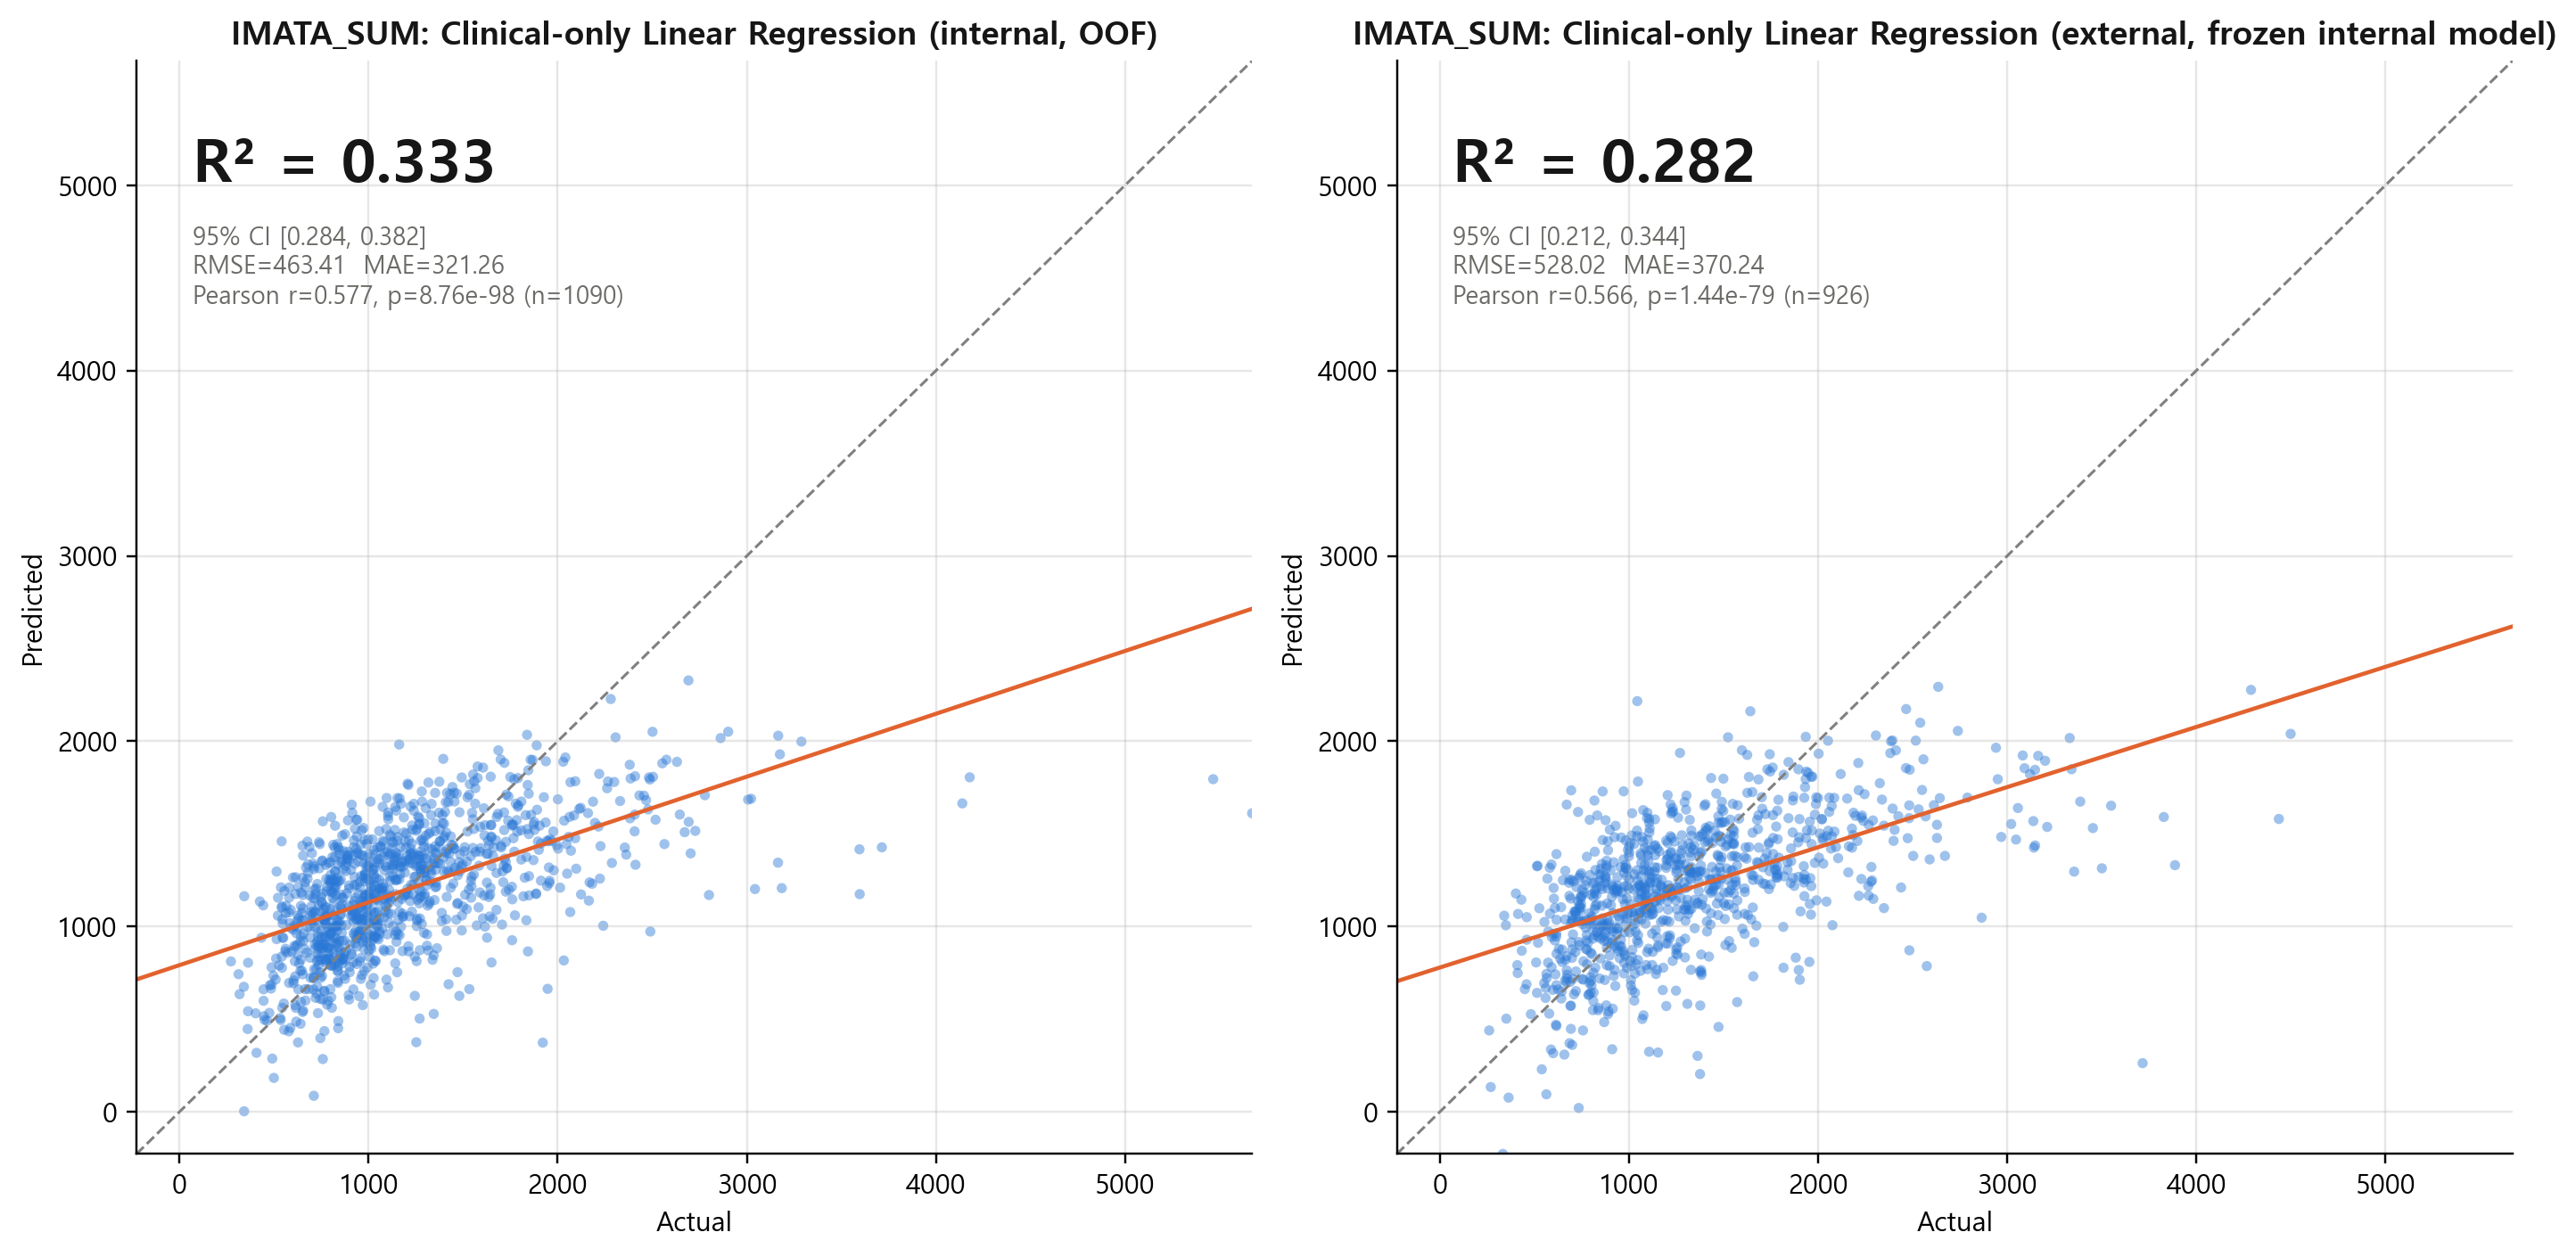 IMATA_SUM: Clinical-only Linear Regression (internal, OOF)
R² = 0.333
95% CI [0.284, 0.382]
RMSE=463.41 MAE=321.26
Pearson r=0.577, p=8.76e-98 (n=1090)
5000
4000
3000
2000
1000
0
Predicted
0 1000 2000 3000 4000 5000
Actual
IMATA_SUM: Clinical-only Linear Regression (external, frozen internal model)
R² = 0.282
95% CI [0.212, 0.344]
RMSE=528.02 MAE=370.24
Pearson r=0.566, p=1.44e-79 (n=926)
5000
4000
3000
2000
1000
0
Predicted
0 1000 2000 3000 4000 5000
Actual